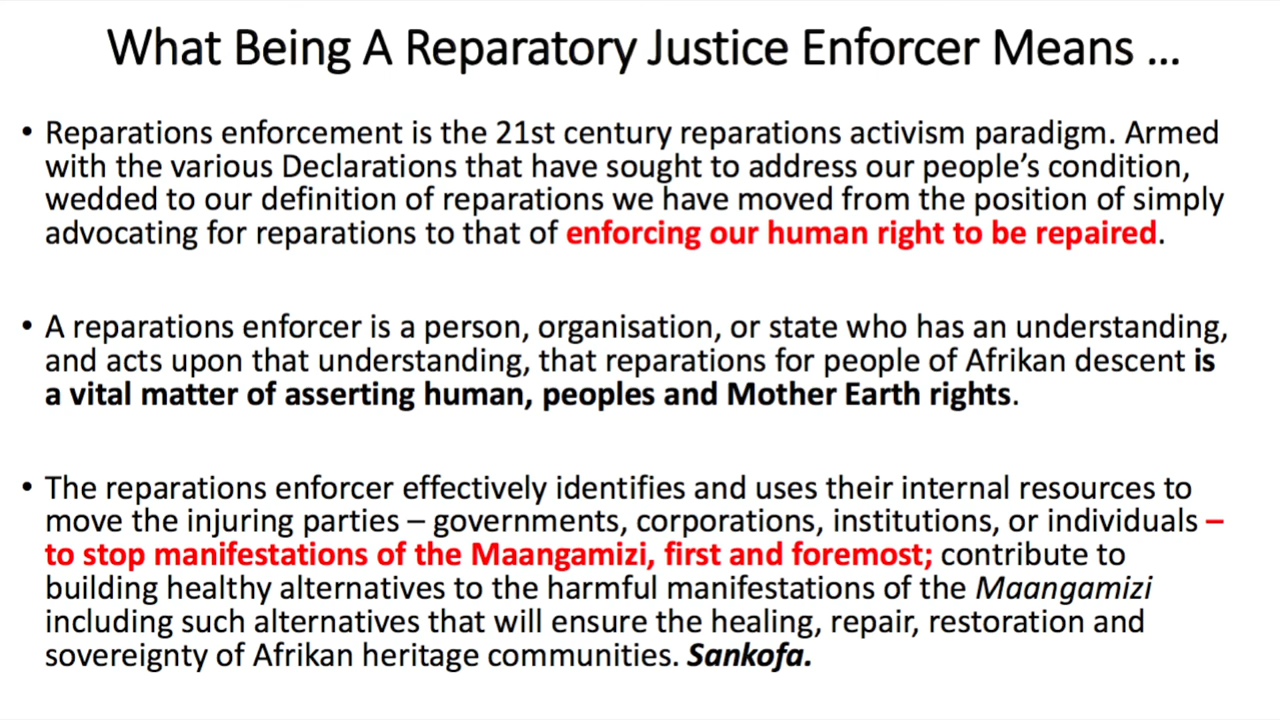 What Being A Reparatory Justice Enforcer Means ...
• Reparations enforcement is the 21st century reparations activism paradigm. Armed
with the various Declarations that have sought to address our people’s condition,
wedded to our definition of reparations we have moved from the position of simply
advocating for reparations to that of enforcing our human right to be repaired.
• A reparations enforcer is a person, organisation, or state who has an understanding,
and acts upon that understanding, that reparations for people of Afrikan descent is
a vital matter of asserting human, peoples and Mother Earth rights.
• The reparations enforcer effectively identifies and uses their internal resources to
move the injuring parties – governments, corporations, institutions, or individuals –
to stop manifestations of the Maangamizi, first and foremost; contribute to
building healthy alternatives to the harmful manifestations of the Maangamizi
including such alternatives that will ensure the healing, repair, restoration and
sovereignty of Afrikan heritage communities. Sankofa.